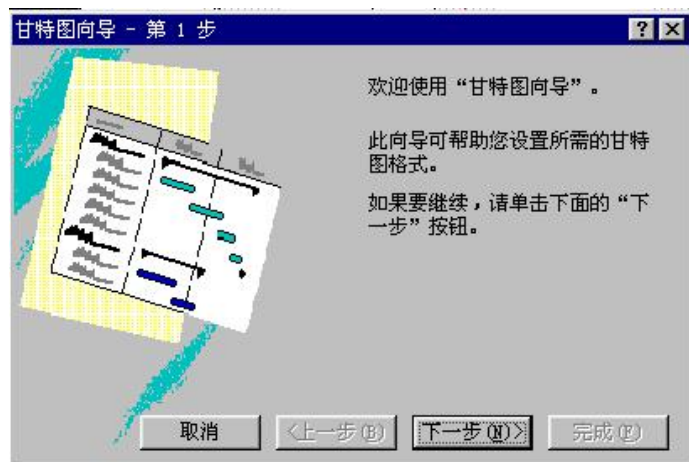 甘特图向导 - 第 1 步
欢迎使用“甘特图向导”。
此向导可帮助您设置所需的甘特
图格式。
如果要继续，请单击下面的“下
一步”按钮。
取消 <上一步(B) 下一步(N)> 完成(F)